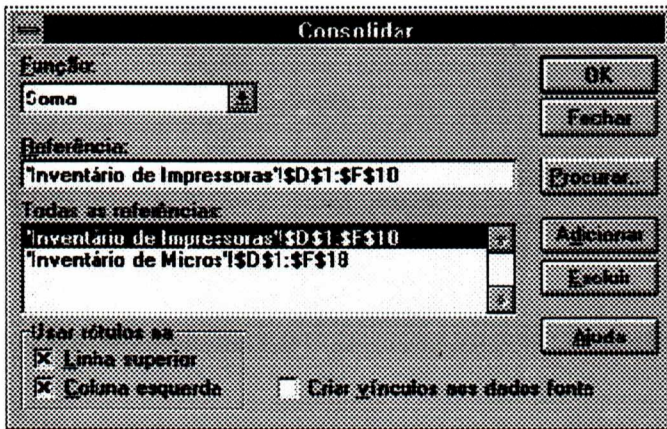 Consolidar
Função:
Soma
OK
Fechar
Referência:
'Inventário de Impressoras'!$D$1:$F$10
Procurar...
Todas as referências:
'Inventário de Impressoras'!$D$1:$F$10
'Inventário de Micros'!$D$1:$F$18
Adicionar
Excluir
Ajuda
Usar rótulos na
Linha superior
Coluna esquerda
Criar vínculos aos dados fonte